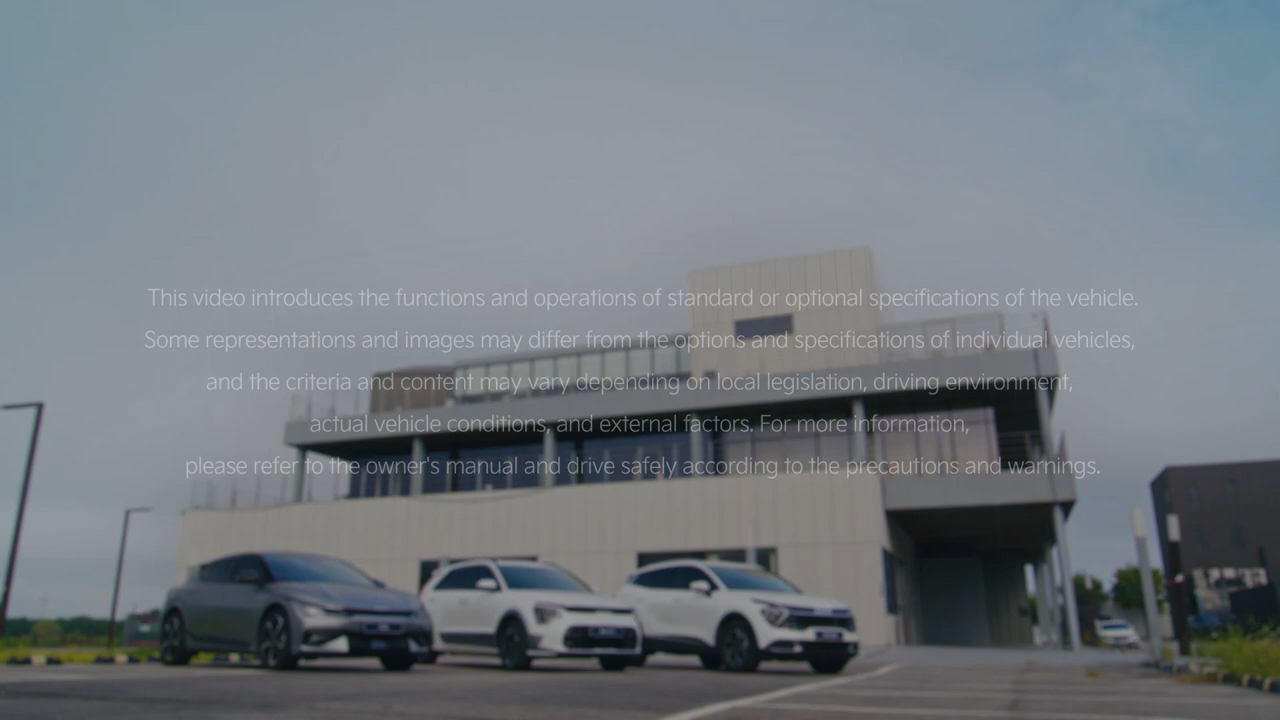 This video introduces the functions and operations of standard or optional specifications of the vehicle.
Some representations and images may differ from the options and specifications of individual vehicles,
and the criteria and content may vary depending on local legislation, driving environment,
actual vehicle conditions, and external factors. For more information,
please refer to the owner's manual and drive safely according to the precautions and warnings.